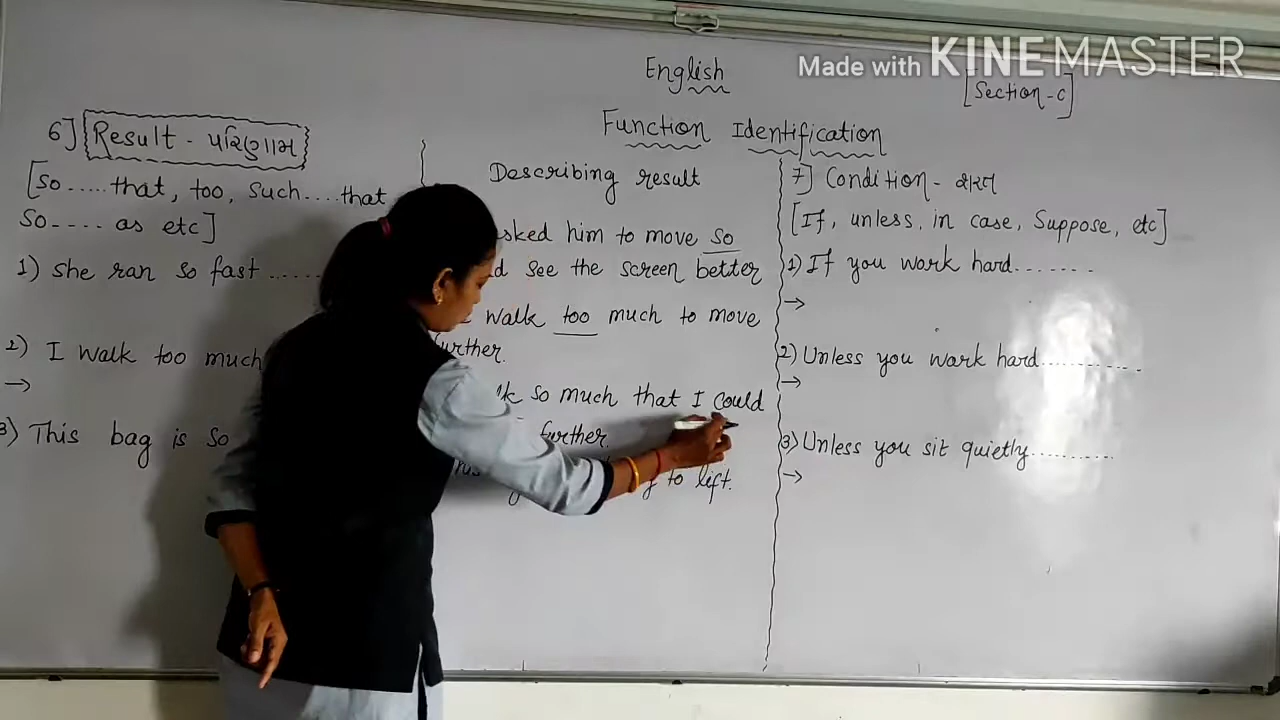 English
Made with KINEMASTER
[Section-C]
Function Identification
6] Result - પરિણામ
[So.....that, too, Such....that
So---- as etc]
1) She ran so fast ......
2) I walk too much
→
3) This bag is so
Describing result
asked him to move so
see the screen better
walk too much to move
further.
so much that I could
further.
to lift.
7] Condition - શરત
[If, unless, in case, Suppose, etc]
1) If you work hard.......
→
2) Unless you work hard............
→
3) Unless you sit quietly..........
→